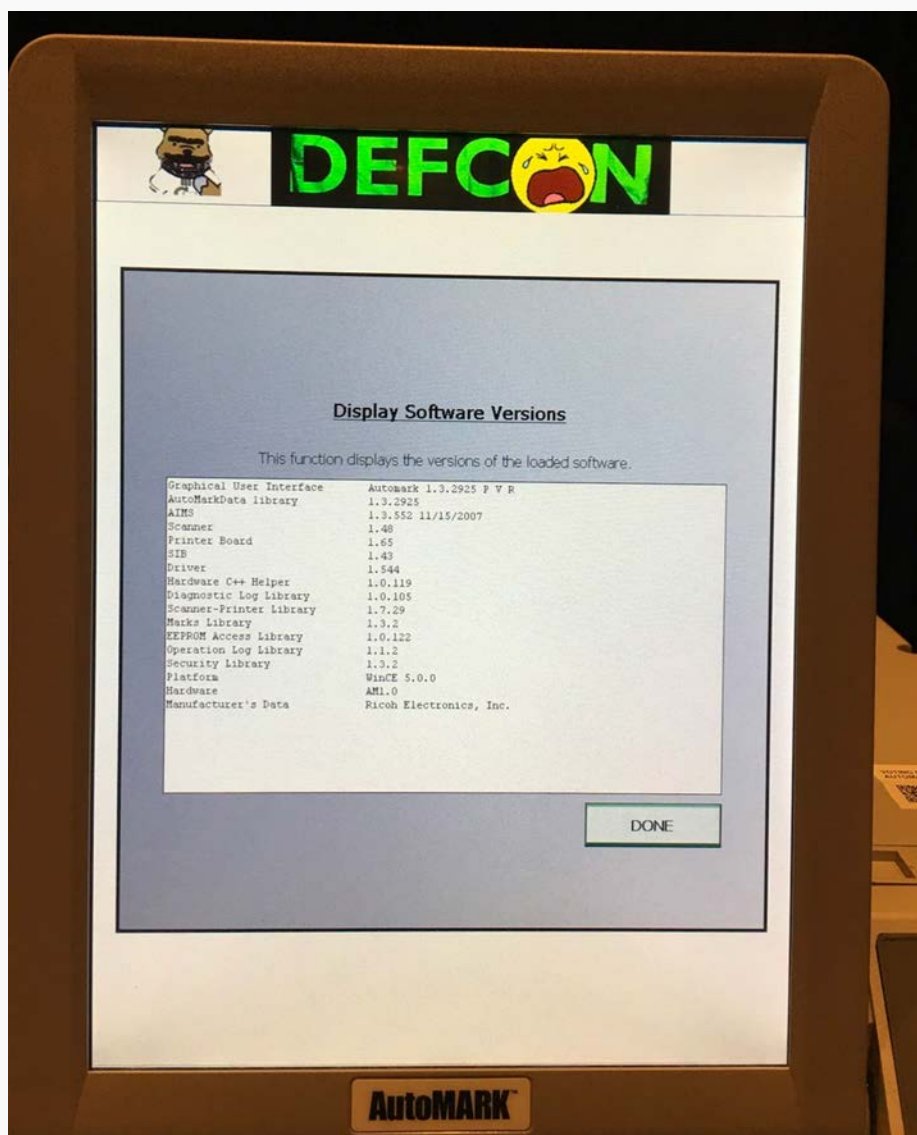 DEFCON
Display Software Versions
This function displays the versions of the loaded software.
Graphical User Interface Automark 1.3.2925 P V R
AutoMarkData library 1.3.2925
AIMS 1.3.552 11/15/2007
Scanner 1.48
Printer Board 1.65
SIB 1.43
Driver 1.544
Hardware C++ Helper 1.0.119
Diagnostic Log Library 1.0.105
Scanner-Printer Library 1.7.29
Marks Library 1.3.2
EEPROM Access Library 1.0.122
Operation Log Library 1.1.2
Security Library 1.3.2
Platform WinCE 5.0.0
Hardware AM1.0
Manufacturer's Data Ricoh Electronics, Inc.
DONE
AutoMARK™